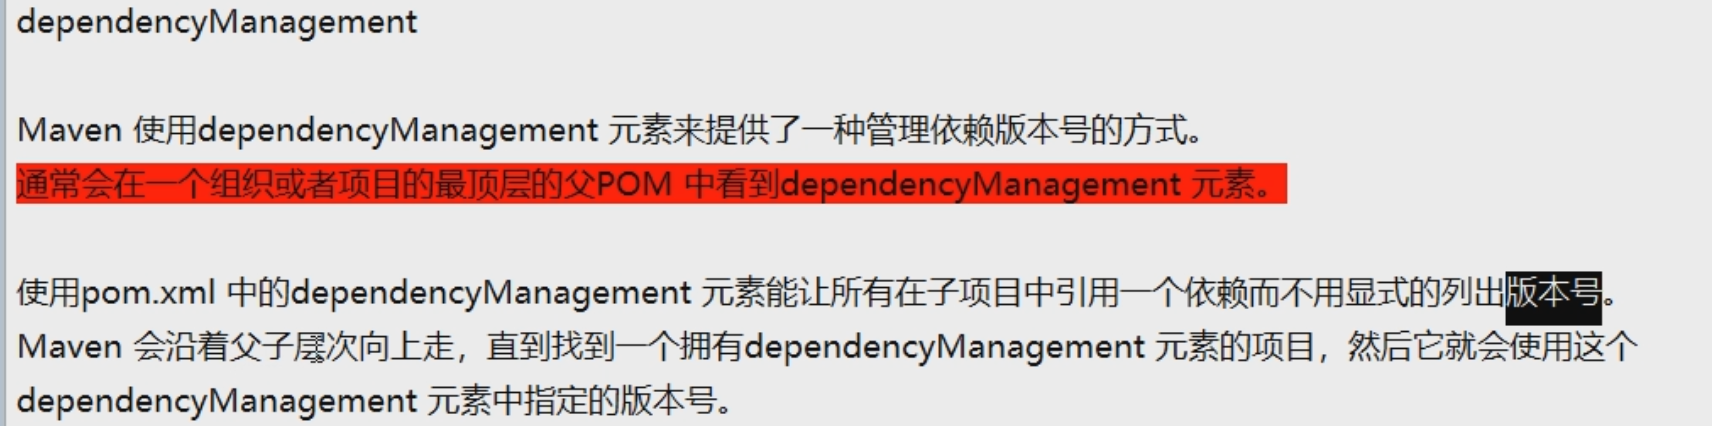 dependencyManagement
Maven 使用dependencyManagement 元素来提供了一种管理依赖版本号的方式。
通常会在一个组织或者项目的最顶层的父POM 中看到dependencyManagement 元素。
使用pom.xml 中的dependencyManagement 元素能让所有在子项目中引用一个依赖而不用显式的列出版本号。
Maven 会沿着父子层次向上走，直到找到一个拥有dependencyManagement 元素的项目，然后它就会使用这个
dependencyManagement 元素中指定的版本号。